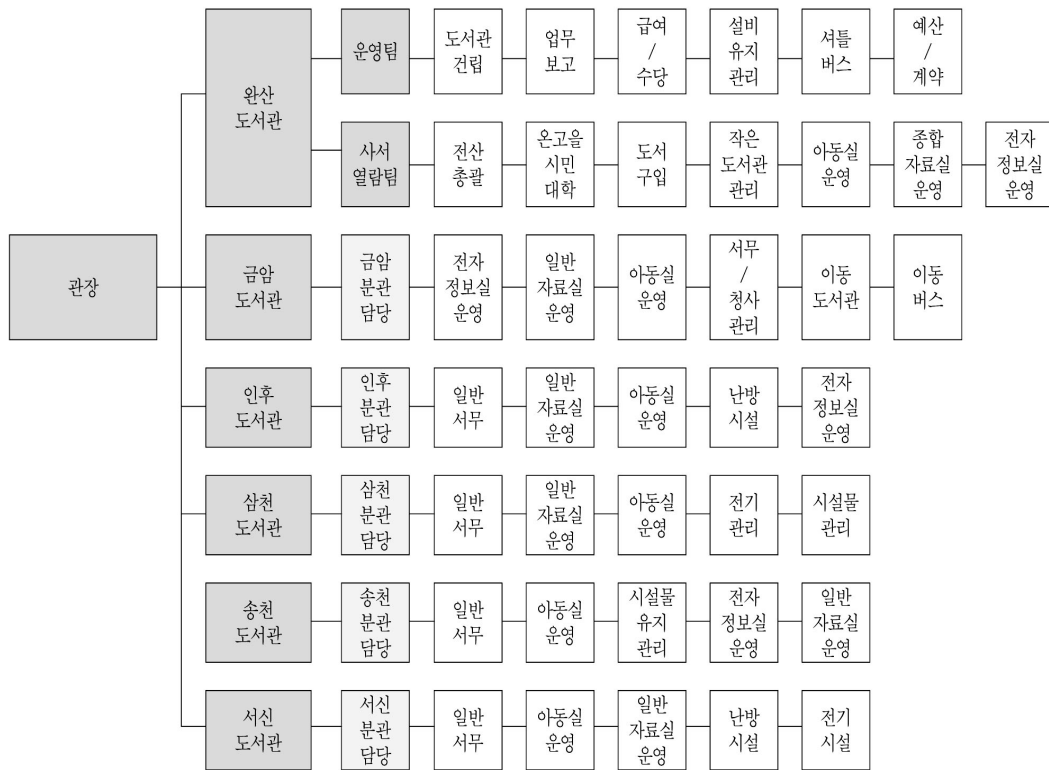 관장
완산
도서관
운영팀
도서관
건립
업무
보고
급여
/
수당
설비
유지
관리
셔틀
버스
예산
/
계약
사서
열람팀
전산
총괄
온고을
시민
대학
도서
구입
작은
도서관
관리
아동실
운영
종합
자료실
운영
전자
정보실
운영
금암
도서관
금암
분관
담당
전자
정보실
운영
일반
자료실
운영
아동실
운영
서무
/
청사
관리
이동
도서관
이동
버스
인후
도서관
인후
분관
담당
일반
서무
일반
자료실
운영
아동실
운영
난방
시설
전자
정보실
운영
삼천
도서관
삼천
분관
담당
일반
서무
일반
자료실
운영
아동실
운영
전기
관리
시설물
관리
송천
도서관
송천
분관
담당
일반
서무
아동실
운영
시설물
유지
관리
전자
정보실
운영
일반
자료실
운영
서신
도서관
서신
분관
담당
일반
서무
아동실
운영
일반
자료실
운영
난방
시설
전기
시설